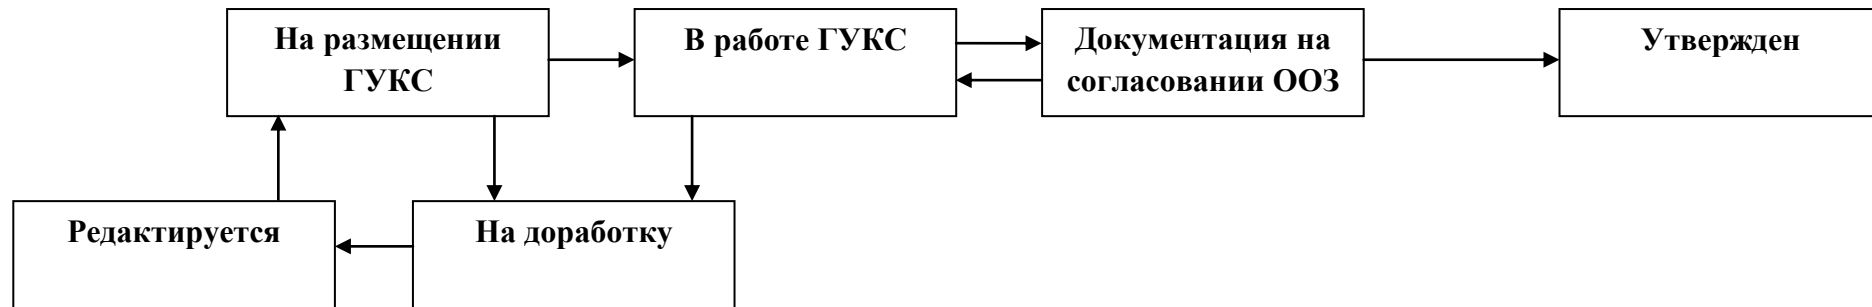 На размещении
ГУКС
В работе ГУКС
Документация на
согласовании ООЗ
Утвержден
Редактируется
На доработку